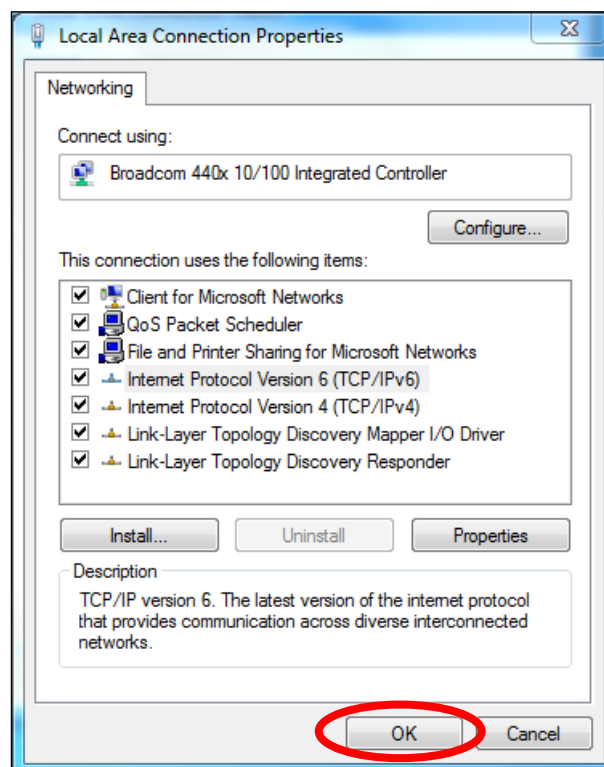 Local Area Connection Properties
Networking
Connect using:
Broadcom 440x 10/100 Integrated Controller
Configure...
This connection uses the following items:
Client for Microsoft Networks
QoS Packet Scheduler
File and Printer Sharing for Microsoft Networks
Internet Protocol Version 6 (TCP/IPv6)
Internet Protocol Version 4 (TCP/IPv4)
Link-Layer Topology Discovery Mapper I/O Driver
Link-Layer Topology Discovery Responder
Install... Uninstall Properties
Description
TCP/IP version 6. The latest version of the internet protocol
that provides communication across diverse interconnected
networks.
OK Cancel